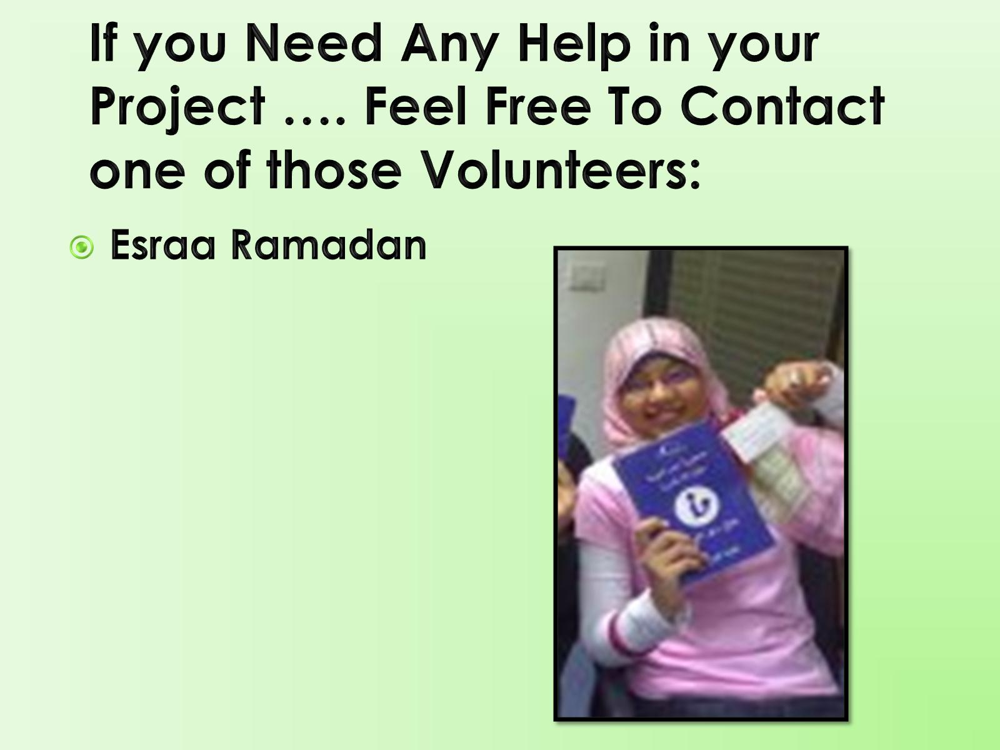 If you Need Any Help in your
Project .... Feel Free To Contact
one of those Volunteers:
Esraa Ramadan